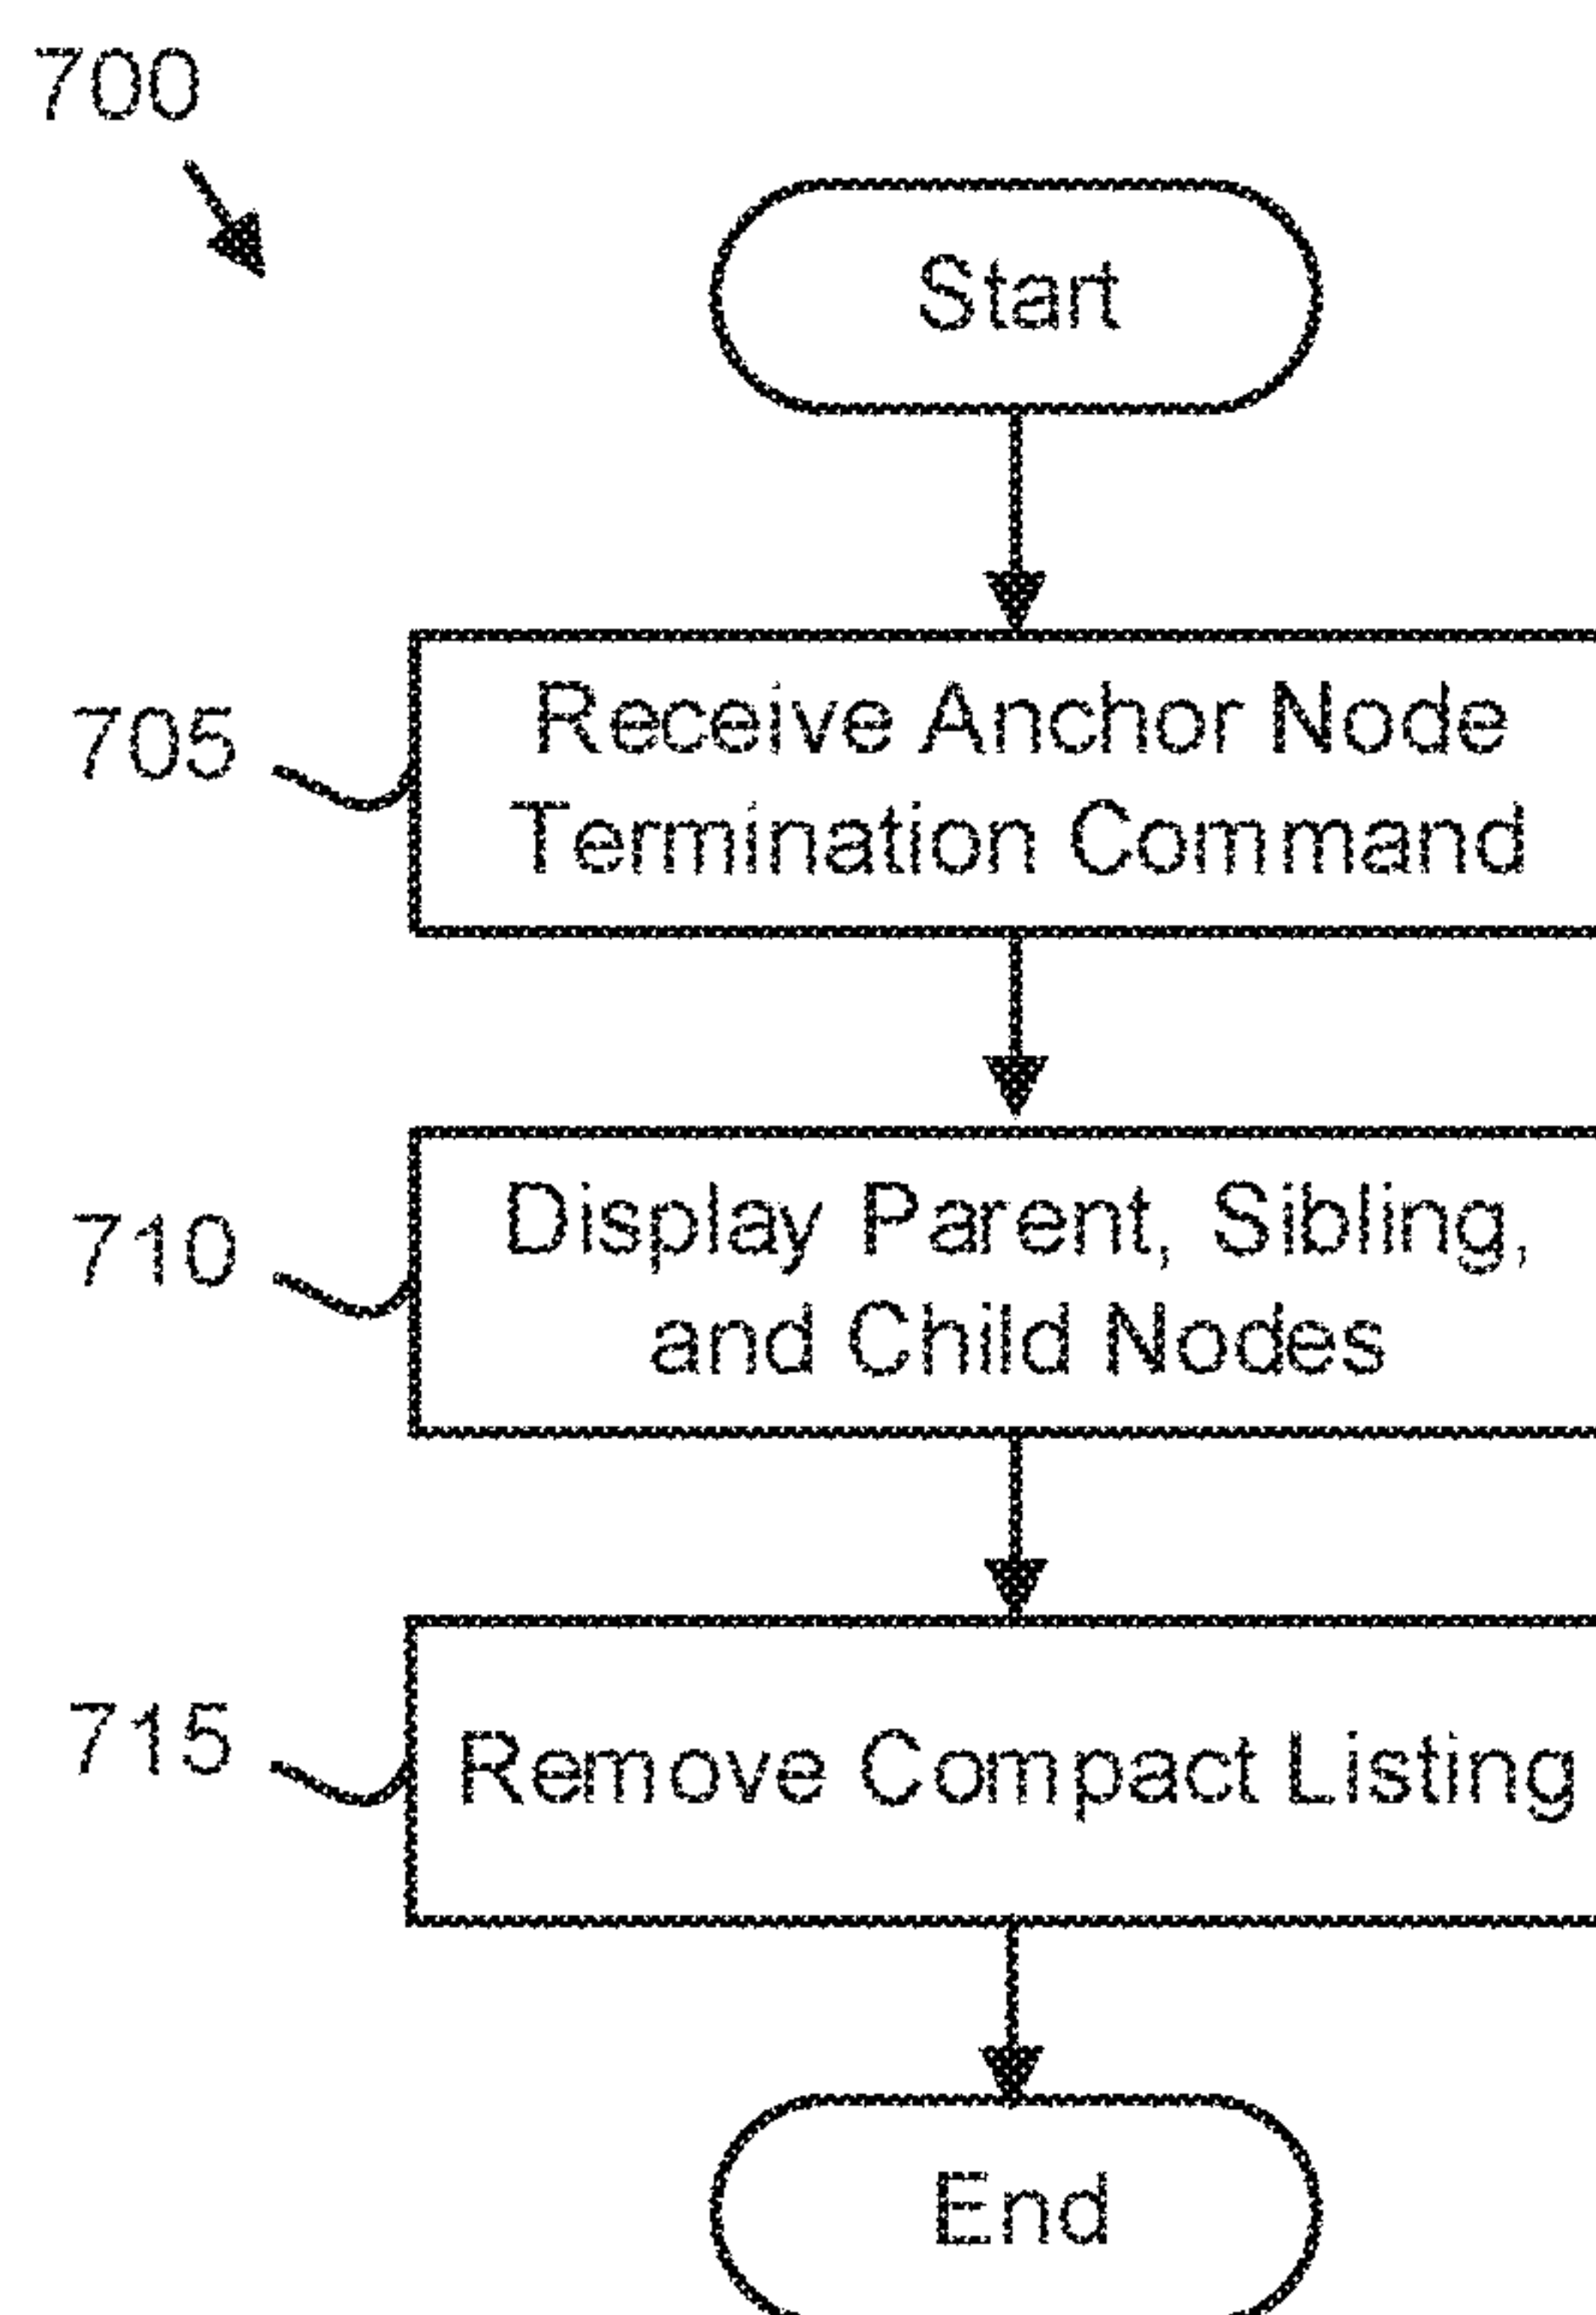 700
Start
705
Receive Anchor Node
Termination Command
710
Display Parent, Sibling,
and Child Nodes
715
Remove Compact Listing
End